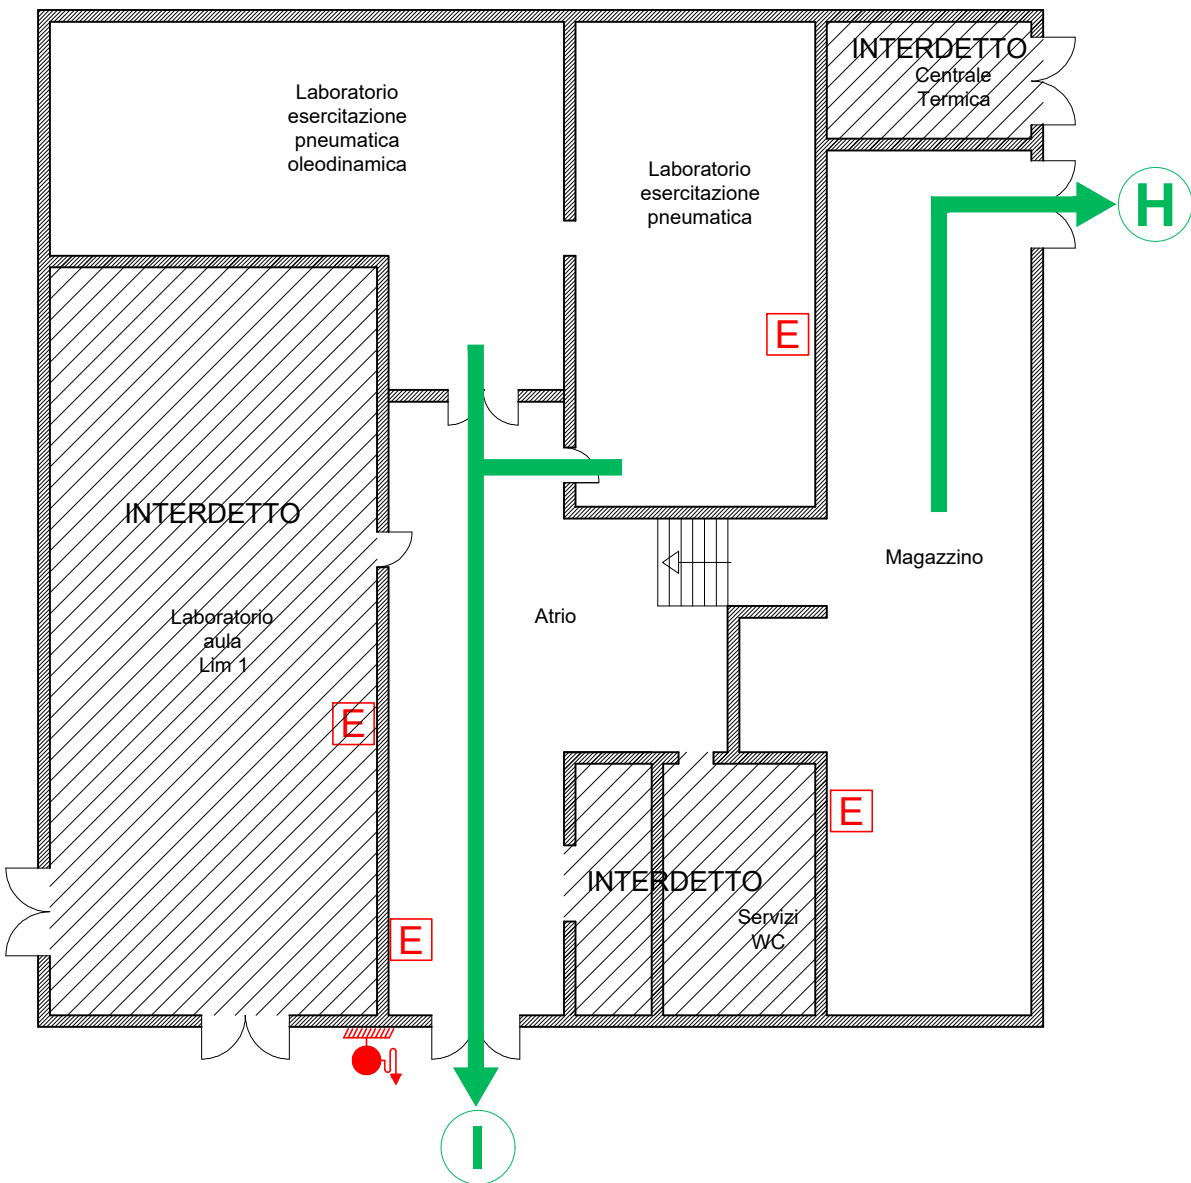 INTERDETTO
Centrale
Termica
Laboratorio
esercitazione
pneumatica
oleodinamica
Laboratorio
esercitazione
pneumatica
H
E
INTERDETTO
Magazzino
Laboratorio
aula
Lim 1
Atrio
E
E
INTERDETTO
Servizi
WC
E
I